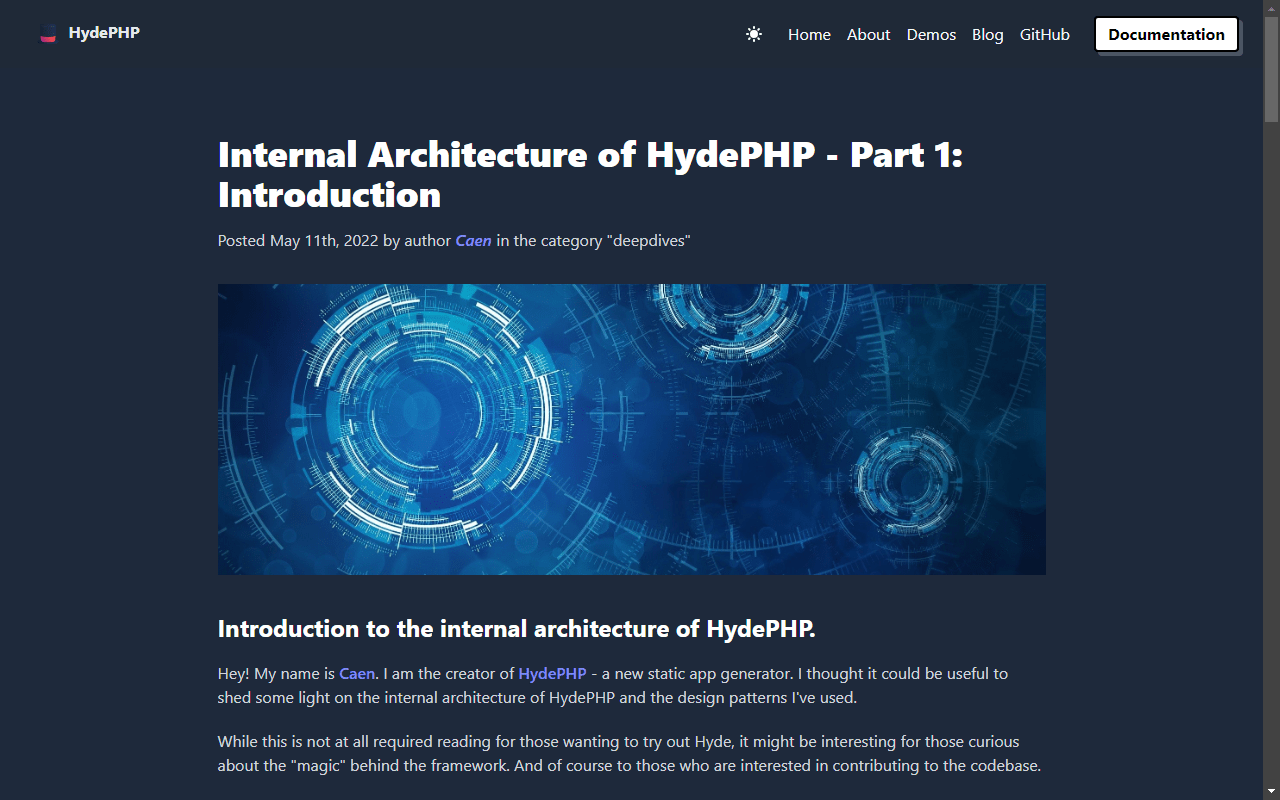 HydePHP
Home About Demos Blog GitHub Documentation
Internal Architecture of HydePHP - Part 1:
Introduction
Posted May 11th, 2022 by author Caen in the category "deepdives"
Introduction to the internal architecture of HydePHP.
Hey! My name is Caen. I am the creator of HydePHP - a new static app generator. I thought it could be useful to
shed some light on the internal architecture of HydePHP and the design patterns I've used.
While this is not at all required reading for those wanting to try out Hyde, it might be interesting for those curious
about the "magic" behind the framework. And of course to those who are interested in contributing to the codebase.